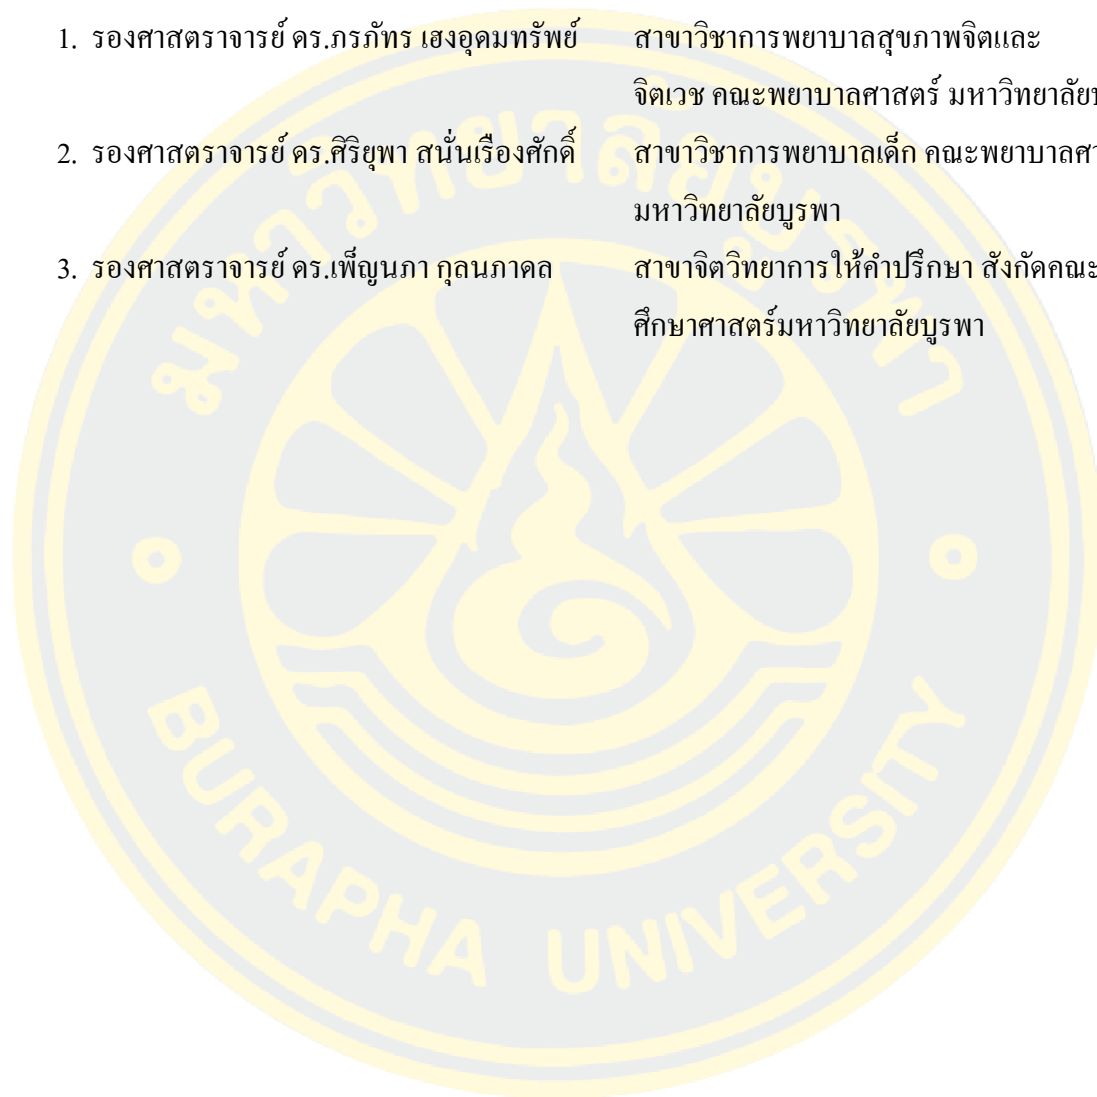 1. รองศาสตราจารย์ ดร.ภรภัทร เฮงอุดมทรัพย์ สาขาวิชาการพยาบาลสุขภาพจิตและ
จิตเวช คณะพยาบาลศาสตร์
2. รองศาสตราจารย์ ดร.ศิริยุพา สนั่นเรืองศักดิ์ สาขาวิชาการพยาบาลเด็ก
มหาวิทยาลัยบูรพา
3. รองศาสตราจารย์ ดร.เพ็ญนภา กุลนภาดล สาขาจิตวิทยาการให้คำปรึกษา สังกัดคณะ
ศึกษาศาสตร์มหาวิทยาลัยบูรพา
มหาวิทยาลัยบูรพา
BURAPHA UNIVERSITY